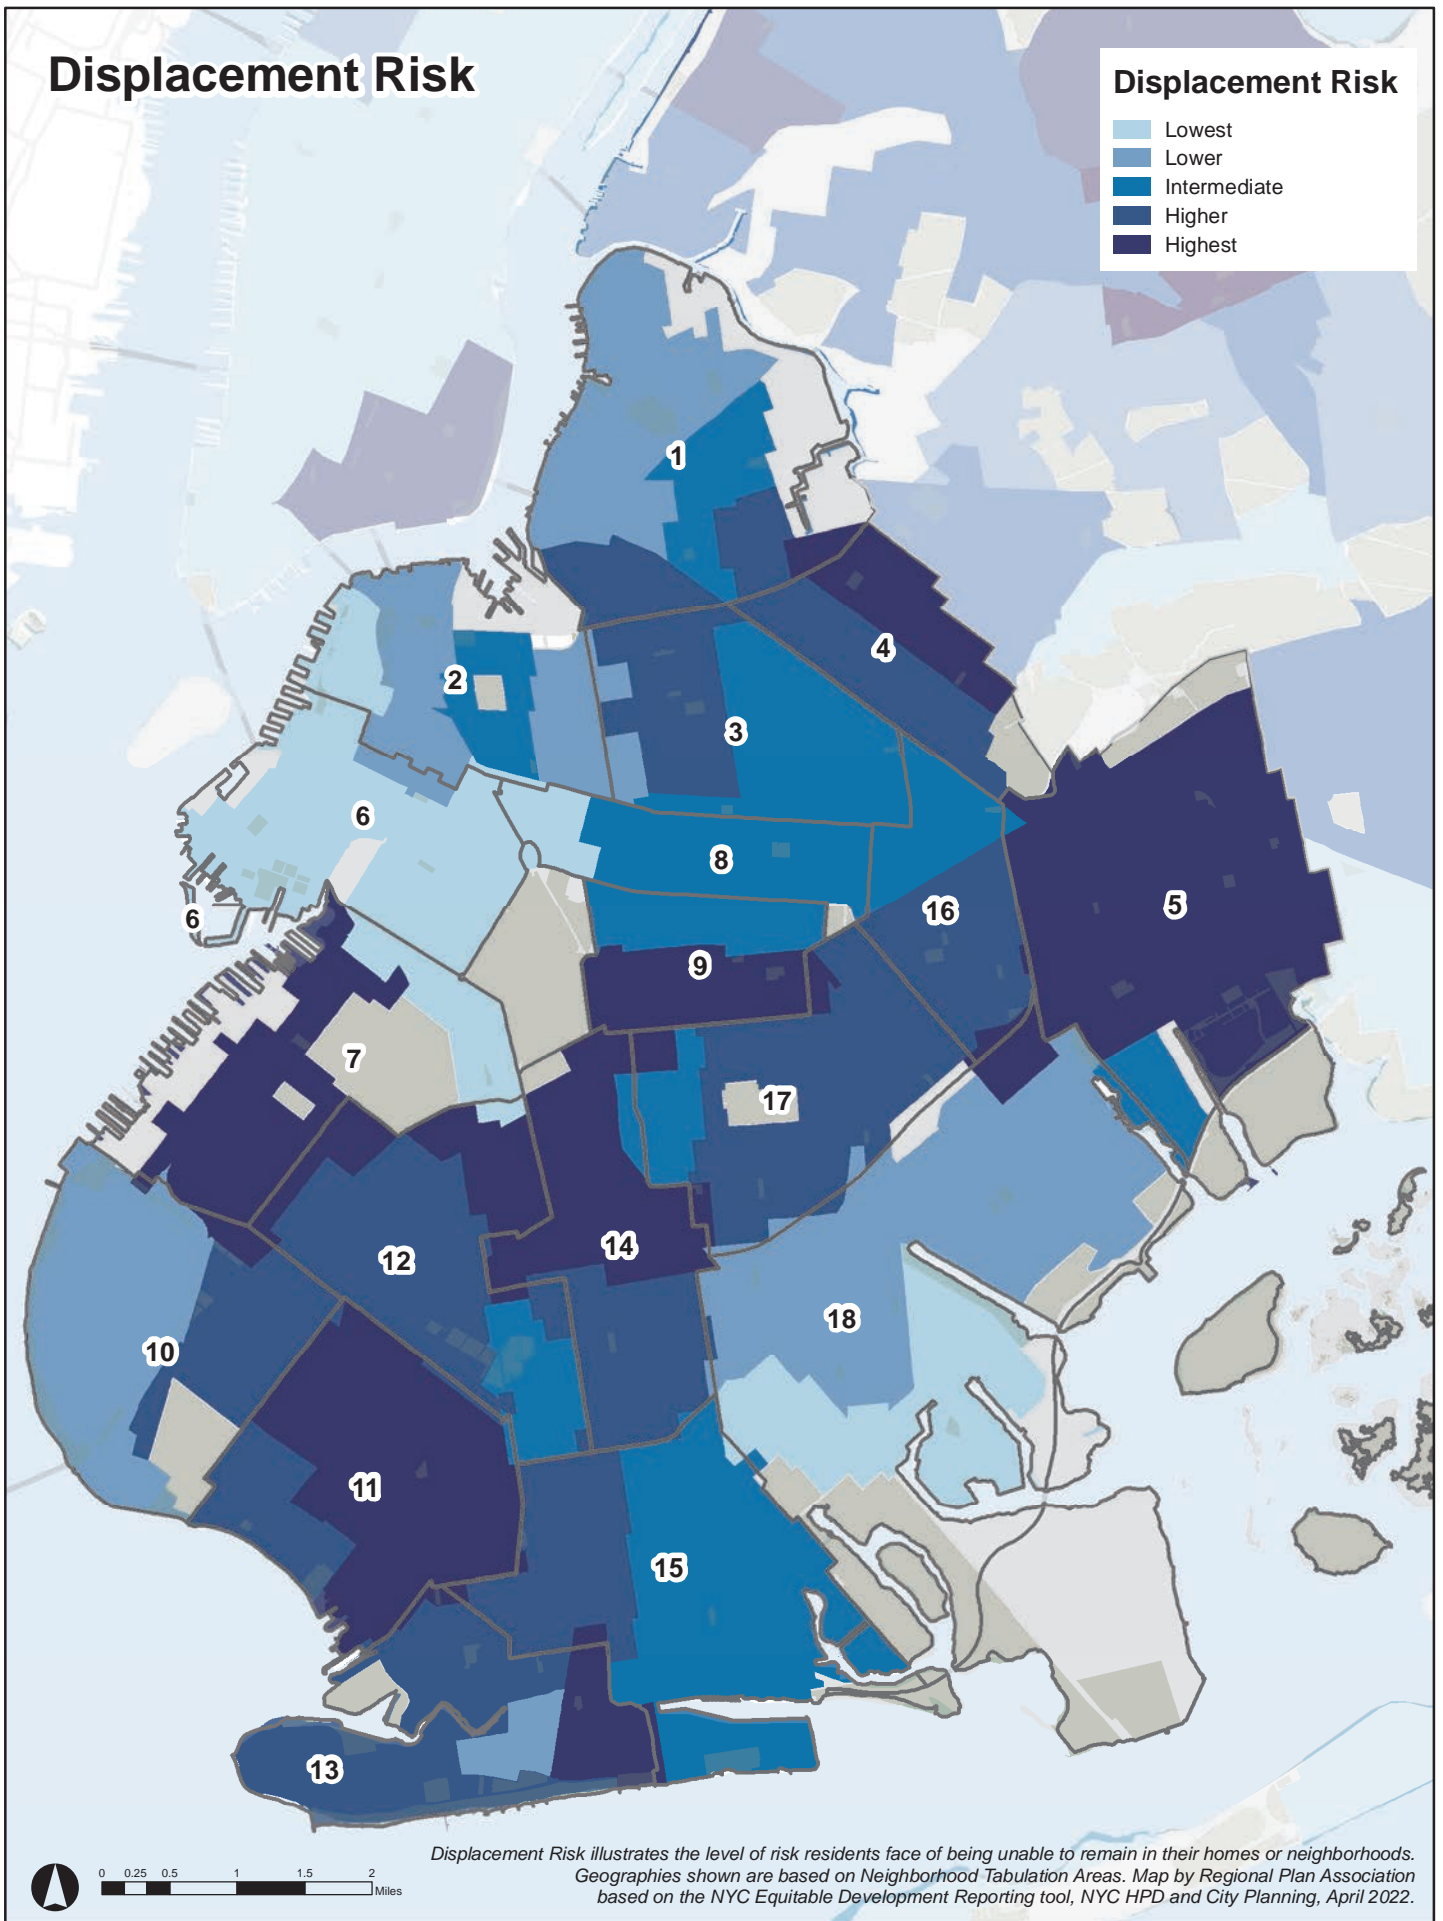 Displacement Risk
Displacement Risk
Lowest
Lower
Intermediate
Higher
Highest
1
2
4
3
6
8
5
6
16
9
7
17
14
12
18
10
11
15
13
0 0.25 0.5 1 1.5 2
Miles
Displacement Risk illustrates the level of risk residents face of being unable to remain in their homes or neighborhoods.
Geographies shown are based on Neighborhood Tabulation Areas. Map by Regional Plan Association
based on the NYC Equitable Development Reporting tool, NYC HPD and City Planning, April 2022.